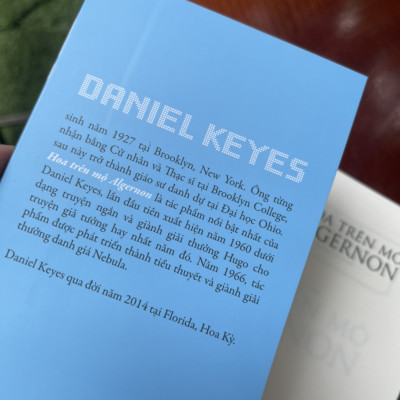 DANIEL KEYES
sinh năm 1927 tại Brooklyn, New York. Ông từng
nhận bằng Cử nhân và Thạc sĩ tại Brooklyn College,
sau này trở thành giáo sư danh dự tại Đại học Ohio.
Hoa trên mộ Algernon là tác phẩm nổi bật nhất của
Daniel Keyes, lần đầu tiên xuất hiện năm 1960 dưới
dạng truyện ngắn và giành giải thưởng Hugo cho
truyện giả tưởng hay nhất năm đó. Năm 1966, tác
phẩm được phát triển thành tiểu thuyết và giành giải
thưởng danh giá Nebula.
Daniel Keyes qua đời năm 2014 tại Florida, Hoa Kỳ.
OA TRÊN MỘ
LGERNON